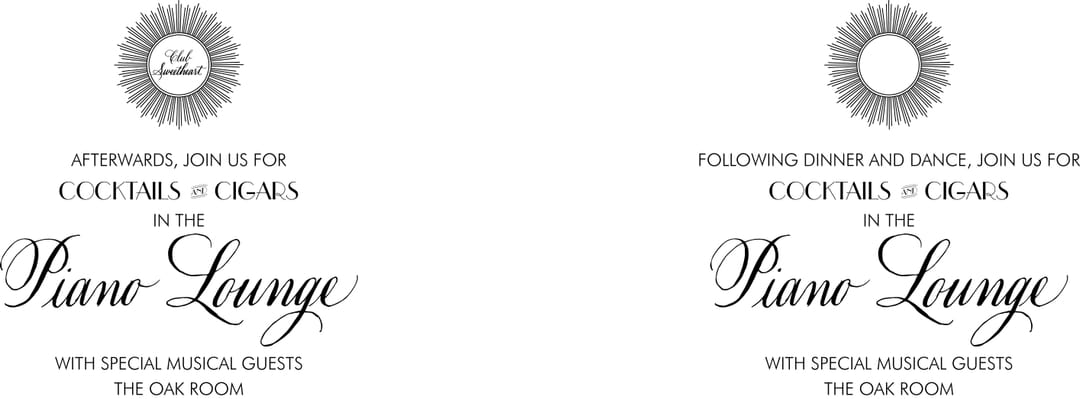 Club
Sweetheart
AFTERWARDS, JOIN US FOR
COCKTAILS AND CIGARS
IN THE
Piano Lounge
WITH SPECIAL MUSICAL GUESTS
THE OAK ROOM
FOLLOWING DINNER AND DANCE, JOIN US FOR
COCKTAILS AND CIGARS
IN THE
Piano Lounge
WITH SPECIAL MUSICAL GUESTS
THE OAK ROOM